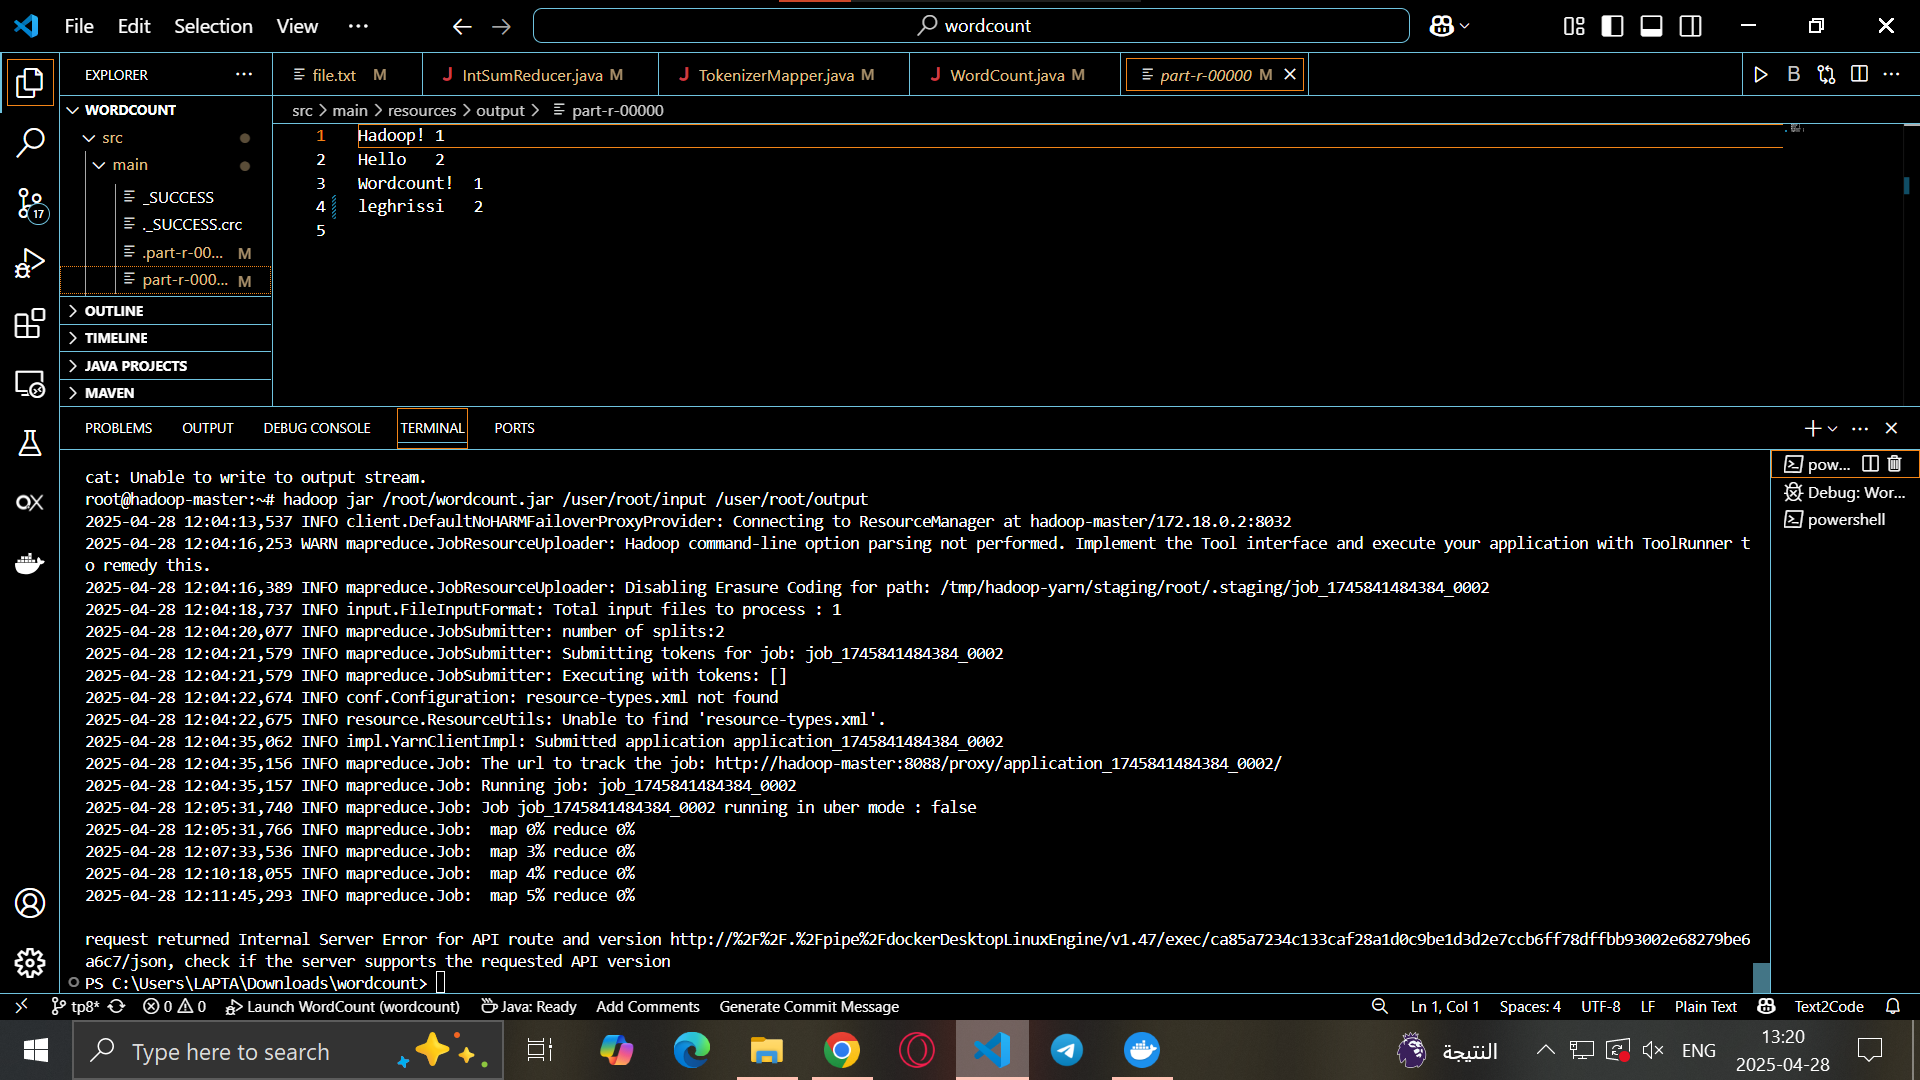 File Edit Selection View ··· wordcount
EXPLORER ···
file.txt M
IntSumReducer.java M
TokenizerMapper.java M
WordCount.java M
part-r-00000 M
B
WORDCOUNT
src
main
_SUCCESS
._SUCCESS.crc
.part-r-00... M
part-r-000... M
OUTLINE
TIMELINE
JAVA PROJECTS
MAVEN
17
src > main > resources > output > part-r-00000
1 Hadoop! 1
2 Hello 2
3 Wordcount! 1
4 leghrissi 2
5
PROBLEMS OUTPUT DEBUG CONSOLE TERMINAL PORTS
cat: Unable to write to output stream.
root@hadoop-master:~# hadoop jar /root/wordcount.jar /user/root/input /user/root/output
2025-04-28 12:04:13,537 INFO client.DefaultNoHARMFailoverProxyProvider: Connecting to ResourceManager at hadoop-master/172.18.0.2:8032
2025-04-28 12:04:16,253 WARN mapreduce.JobResourceUploader: Hadoop command-line option parsing not performed. Implement the Tool interface and execute your application with ToolRunner t
o remedy this.
2025-04-28 12:04:16,389 INFO mapreduce.JobResourceUploader: Disabling Erasure Coding for path: /tmp/hadoop-yarn/staging/root/.staging/job_1745841484384_0002
2025-04-28 12:04:18,737 INFO input.FileInputFormat: Total input files to process : 1
2025-04-28 12:04:20,077 INFO mapreduce.JobSubmitter: number of splits:2
2025-04-28 12:04:21,579 INFO mapreduce.JobSubmitter: Submitting tokens for job: job_1745841484384_0002
2025-04-28 12:04:21,579 INFO mapreduce.JobSubmitter: Executing with tokens: []
2025-04-28 12:04:22,674 INFO conf.Configuration: resource-types.xml not found
2025-04-28 12:04:22,675 INFO resource.ResourceUtils: Unable to find 'resource-types.xml'.
2025-04-28 12:04:35,062 INFO impl.YarnClientImpl: Submitted application application_1745841484384_0002
2025-04-28 12:04:35,156 INFO mapreduce.Job: The url to track the job: http://hadoop-master:8088/proxy/application_1745841484384_0002/
2025-04-28 12:04:35,157 INFO mapreduce.Job: Running job: job_1745841484384_0002
2025-04-28 12:05:31,740 INFO mapreduce.Job: Job job_1745841484384_0002 running in uber mode : false
2025-04-28 12:05:31,766 INFO mapreduce.Job:  map 0% reduce 0%
2025-04-28 12:07:33,536 INFO mapreduce.Job:  map 3% reduce 0%
2025-04-28 12:10:18,055 INFO mapreduce.Job:  map 4% reduce 0%
2025-04-28 12:11:45,293 INFO mapreduce.Job:  map 5% reduce 0%
request returned Internal Server Error for API route and version http://%2F%2F.%2Fpipe%2FdockerDesktopLinuxEngine/v1.47/exec/ca85a7234c133caf28a1d0c9be1d3d2e7ccb6ff78dffbb93002e68279be6
a6c7/json, check if the server supports the requested API version
PS C:\Users\LAPTA\Downloads\wordcount>
pow...
Debug: Wor...
powershell
tp8* 0 0 Launch WordCount (wordcount) Java: Ready Add Comments Generate Commit Message Ln 1, Col 1 Spaces: 4 UTF-8 LF Plain Text Text2Code
Type here to search
النتيجة
ENG
13:20
2025-04-28